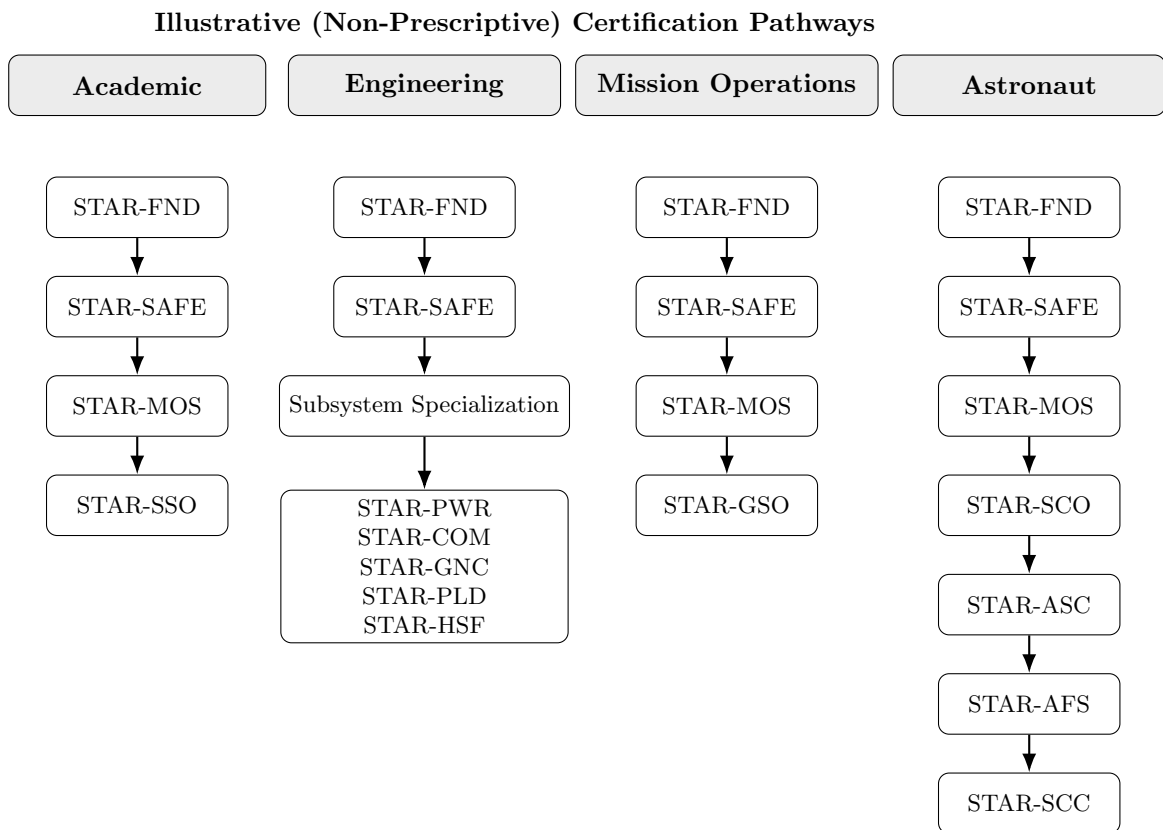 Illustrative (Non-Prescriptive) Certification Pathways
Academic
STAR-FND
STAR-SAFE
STAR-MOS
STAR-SSO
Engineering
STAR-FND
STAR-SAFE
Subsystem Specialization
STAR-PWR
STAR-COM
STAR-GNC
STAR-PLD
STAR-HSF
Mission Operations
STAR-FND
STAR-SAFE
STAR-MOS
STAR-GSO
Astronaut
STAR-FND
STAR-SAFE
STAR-MOS
STAR-SCO
STAR-ASC
STAR-AFS
STAR-SCC